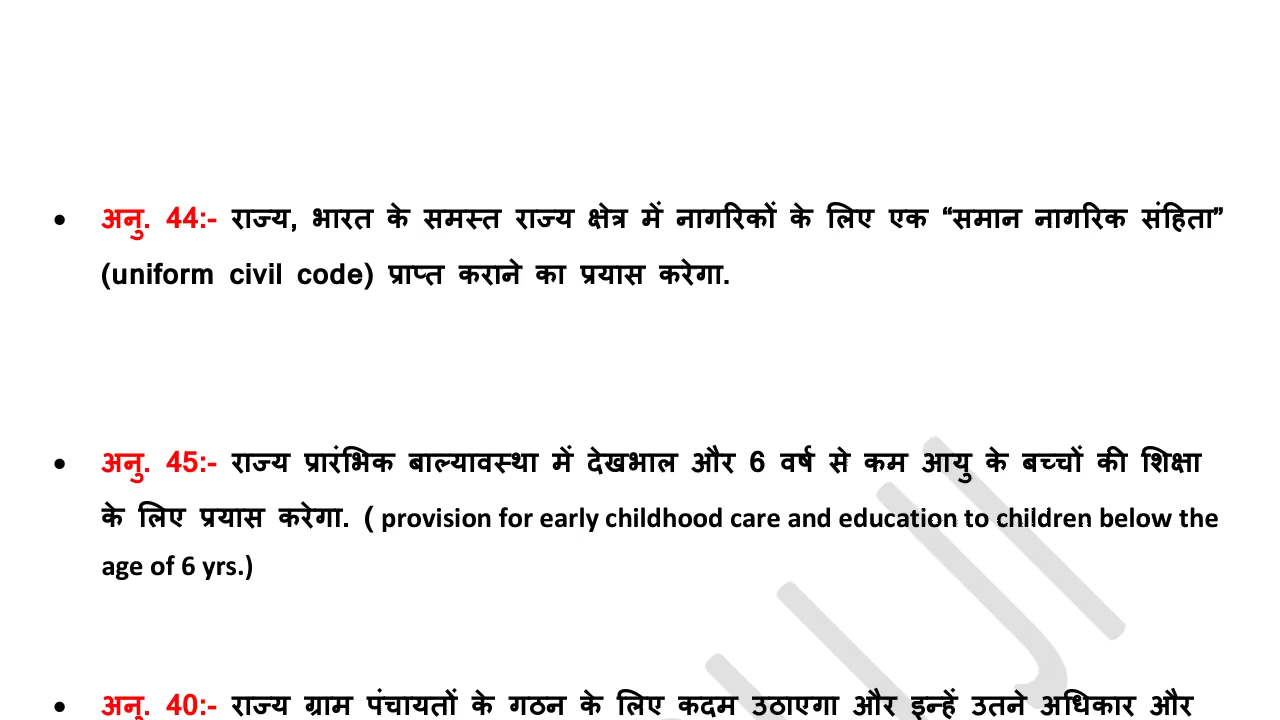 • अनु. 44:- राज्य, भारत के समस्त राज्य क्षेत्र में नागरिकों के लिए एक “समान नागरिक संहिता”
(uniform civil code) प्राप्त कराने का प्रयास करेगा.
• अनु. 45:- राज्य प्रारंभिक बाल्यावस्था में देखभाल और 6 वर्ष से कम आयु के बच्चों की शिक्षा
के लिए प्रयास करेगा. ( provision for early childhood care and education to children below the
age of 6 yrs.)
• अनु. 40:- राज्य ग्राम पंचायतों के गठन के लिए कदम उठाएगा और इन्हें उतने अधिकार और